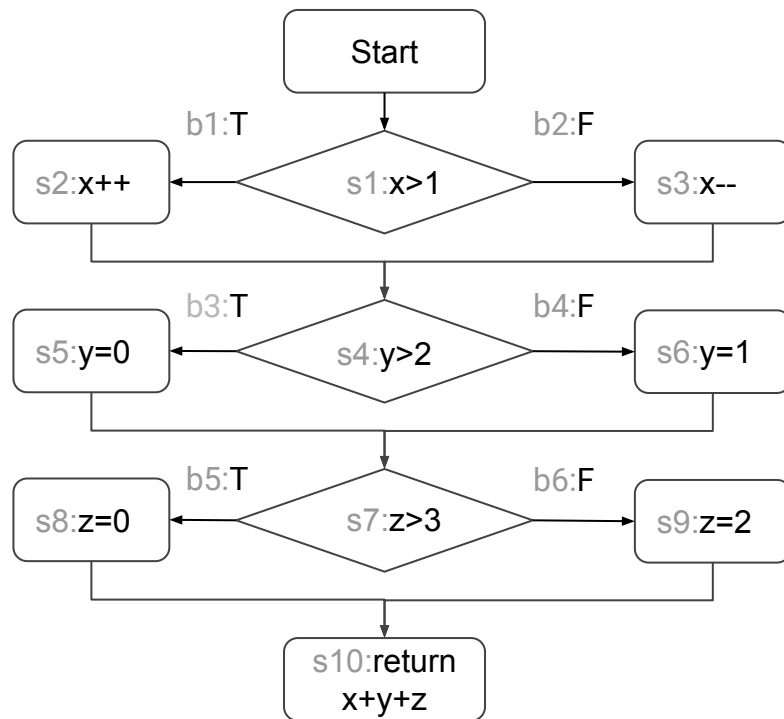 Start
b1:T
b2:F
s2:x++
s1:x>1
s3:x--
b3:T
b4:F
s5:y=0
s4:y>2
s6:y=1
b5:T
b6:F
s8:z=0
s7:z>3
s9:z=2
s10:return
x+y+z